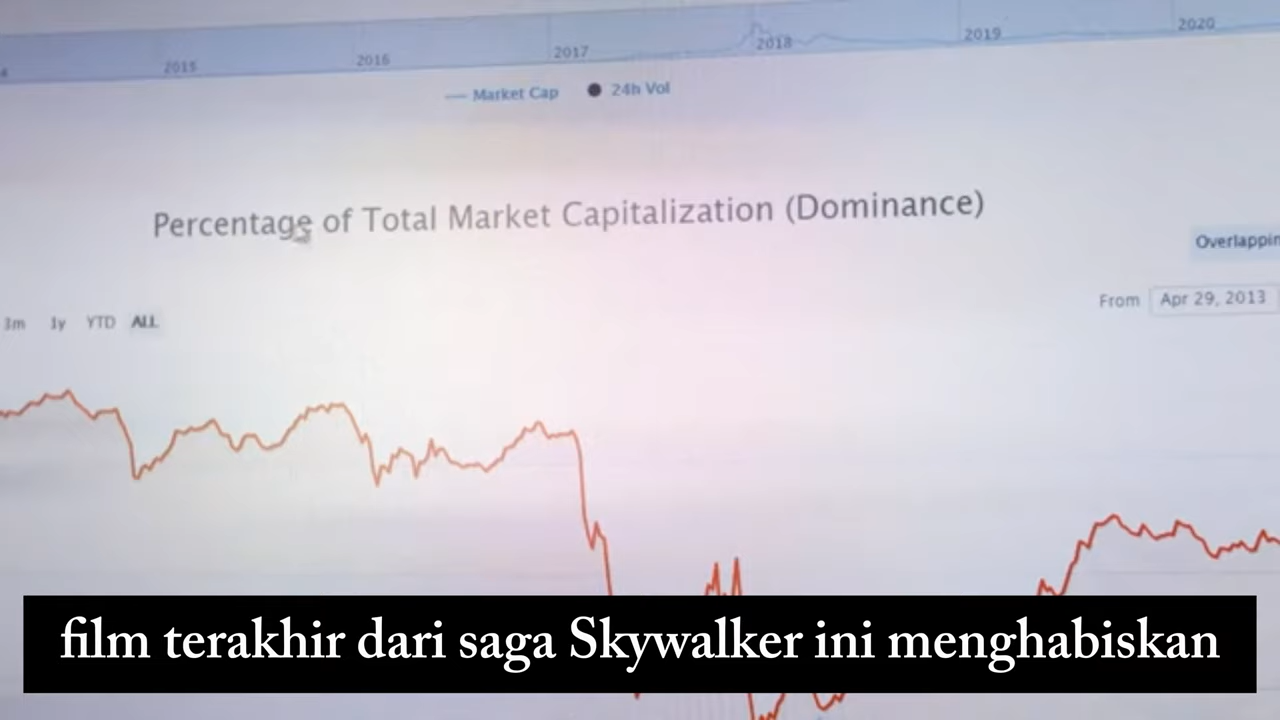 2015 2016 2017 2018 2019 2020
Market Cap 24h Vol
Percentage of Total Market Capitalization (Dominance)
From Apr 29, 2013
3m 1y YTD ALL
film terakhir dari saga Skywalker ini menghabiskan